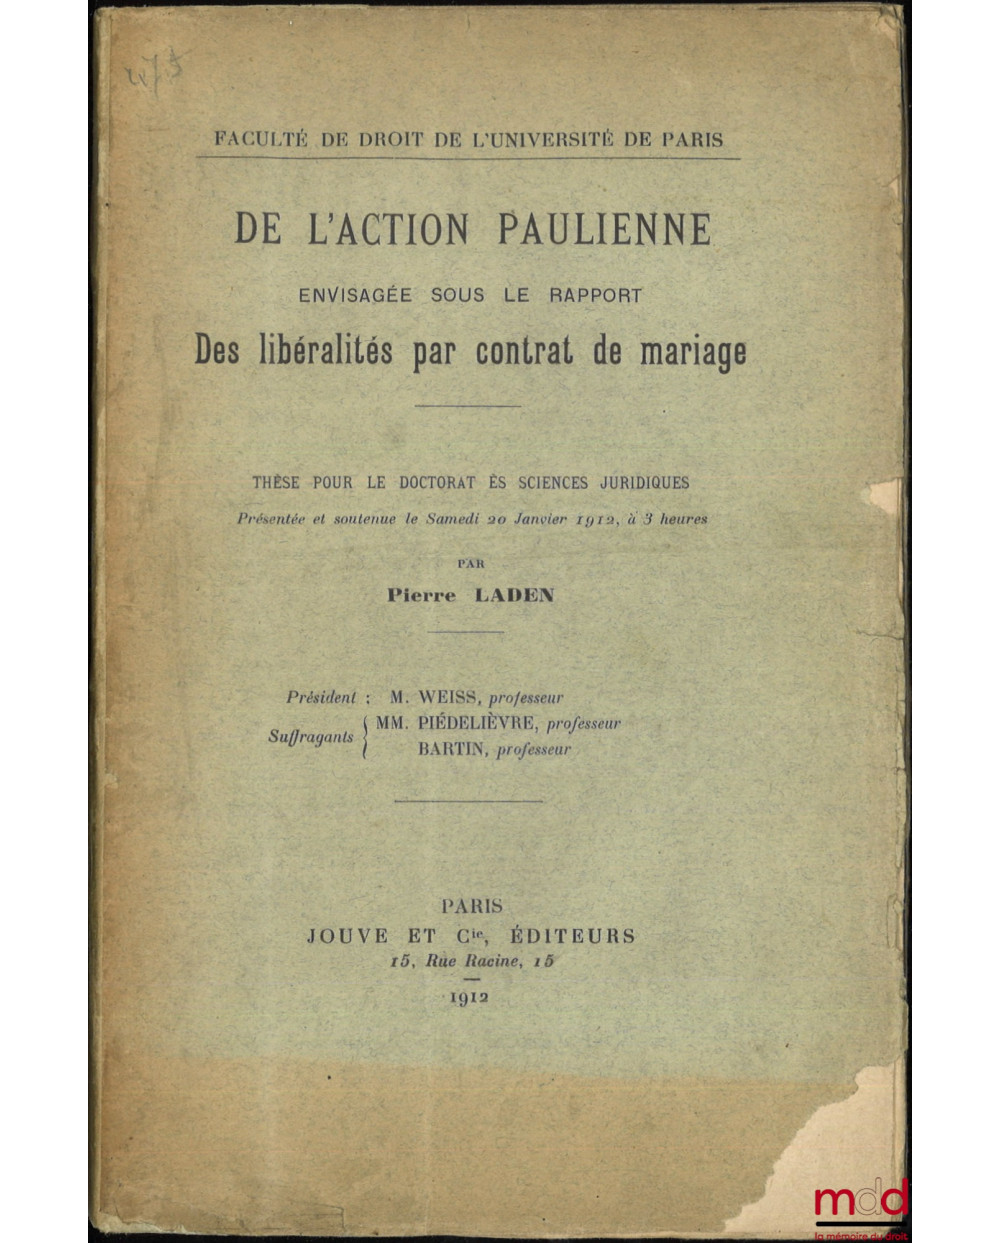 475
FACULTÉ DE DROIT DE L'UNIVERSITÉ DE PARIS
DE L'ACTION PAULIENNE
ENVISAGÉE SOUS LE RAPPORT
Des libéralités par contrat de mariage
THÈSE POUR LE DOCTORAT ÈS SCIENCES JURIDIQUES
Présentée et soutenue le Samedi 20 Janvier 1912, à 3 heures
PAR
Pierre LADEN
Président : M. WEISS, professeur
Suffragants { MM. PIÉDELIÈVRE, professeur
BARTIN, professeur
PARIS
JOUVE ET Cie, ÉDITEURS
15, Rue Racine, 15
1912
mdd
la mémoire du droit